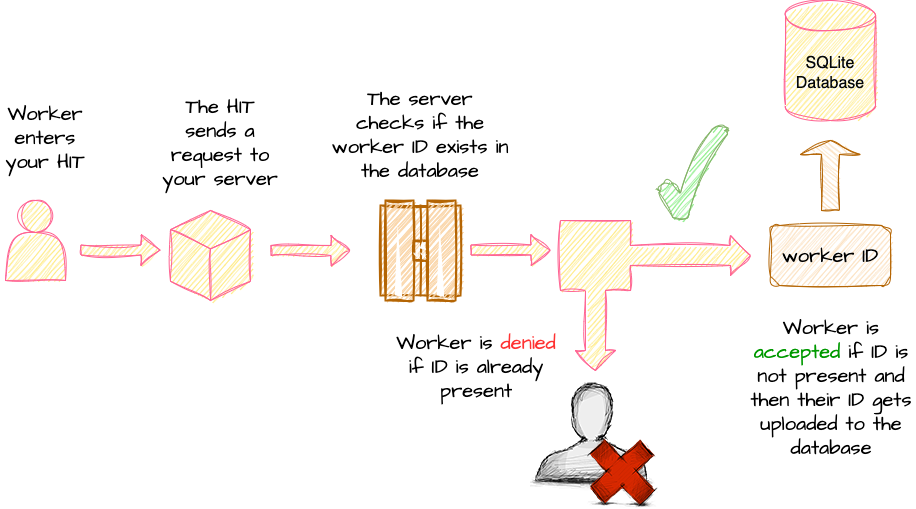 Worker
enters
your HIT
The HIT
sends a
request to
your server
The server
checks if the
worker ID exists in
the database
SQLite
Database
worker ID
Worker is denied
if ID is already
present
Worker is
accepted if ID is
not present and
then their ID gets
uploaded to the
database